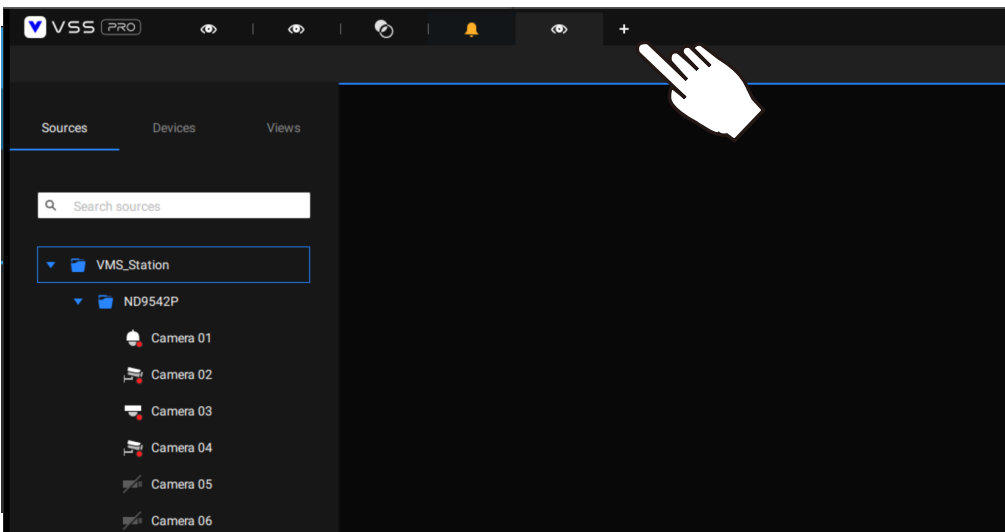 VSS PRO
+
Sources Devices Views
Search sources
VMS_Station
ND9542P
Camera 01
Camera 02
Camera 03
Camera 04
Camera 05
Camera 06